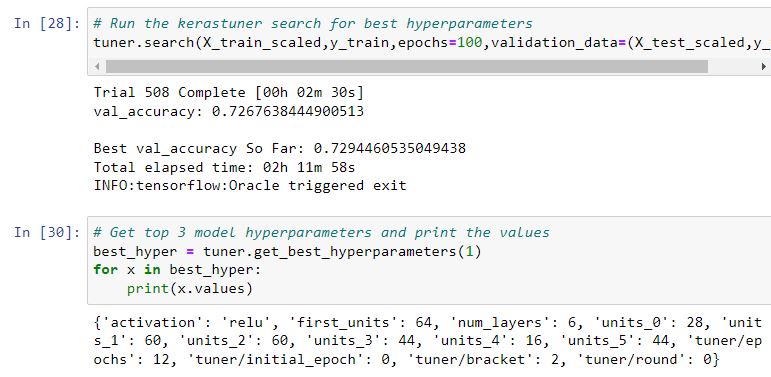 In [28]: # Run the kerastuner search for best hyperparameters
tuner.search(X_train_scaled,y_train,epochs=100,validation_data=(X_test_scaled,y_
Trial 508 Complete [00h 02m 30s]
val_accuracy: 0.7267638444900513
Best val_accuracy So Far: 0.7294460535049438
Total elapsed time: 02h 11m 58s
INFO:tensorflow:Oracle triggered exit
In [30]: # Get top 3 model hyperparameters and print the values
best_hyper = tuner.get_best_hyperparameters(1)
for x in best_hyper:
    print(x.values)
{'activation': 'relu', 'first_units': 64, 'num_layers': 6, 'units_0': 28, 'unit
s_1': 60, 'units_2': 60, 'units_3': 44, 'units_4': 16, 'units_5': 44, 'tuner/ep
ochs': 12, 'tuner/initial_epoch': 0, 'tuner/bracket': 2, 'tuner/round': 0}